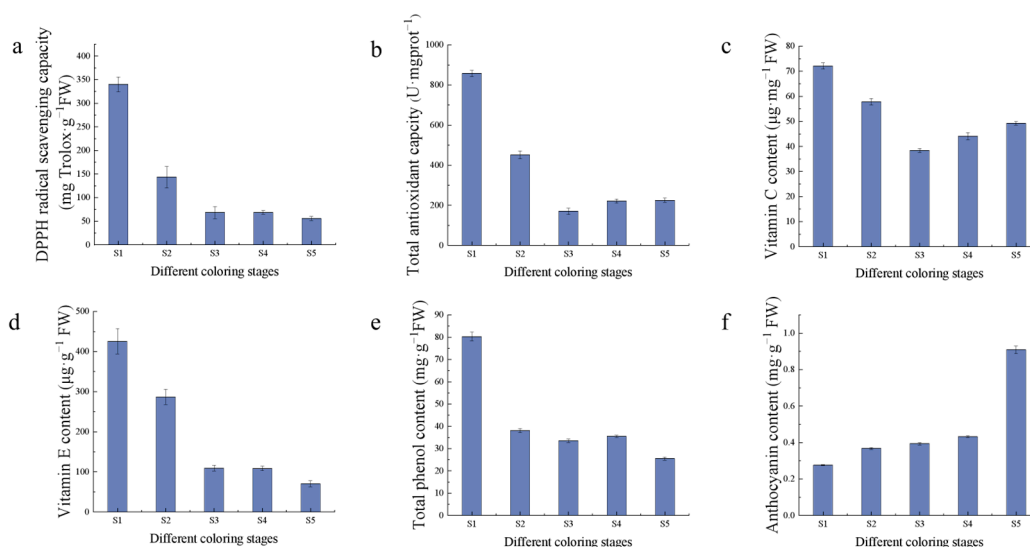 a
DPPH radical scavenging capacity
(mg Trolox·g⁻¹FW)
400
350
300
250
200
150
100
50
0
S1 S2 S3 S4 S5
Different coloring stages
b
Total antioxidant capcity (U·mgprot⁻¹)
1000
800
600
400
200
0
S1 S2 S3 S4 S5
Different coloring stages
c
Vitamin C content (μg·mg⁻¹ FW)
80
70
60
50
40
30
20
10
0
S1 S2 S3 S4 S5
Different coloring stages
d
Vitamin E content (μg·g⁻¹ FW)
500
400
300
200
100
0
S1 S2 S3 S4 S5
Different coloring stages
e
Total phenol content (mg·g⁻¹FW)
90
80
70
60
50
40
30
20
10
0
S1 S2 S3 S4 S5
Different coloring stages
f
Anthocyanin content (mg·g⁻¹ FW)
1.0
0.8
0.6
0.4
0.2
0.0
S1 S2 S3 S4 S5
Different coloring stages